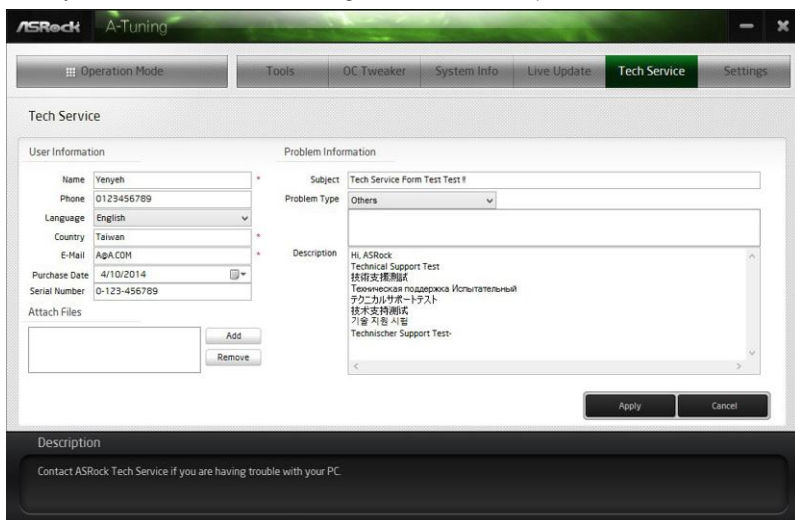 ASRock A-Tuning
Operation Mode Tools OC Tweaker System Info Live Update Tech Service Settings
Tech Service
User Information
Name Yenyeh *
Phone 0123456789
Language English
Country Taiwan *
E-Mail A@A.COM *
Purchase Date 4/10/2014
Serial Number 0-123-456789
Attach Files
Add
Remove
Problem Information
Subject Tech Service Form Test Test !!
Problem Type Others
Description Hi, ASRock
Technical Support Test
技術支援測試
Техническая поддержка Испытательный
テクニカルサポートテスト
技术支持测试
기술 지원 시험
Technischer Support Test-
Apply Cancel
Description
Contact ASRock Tech Service if you are having trouble with your PC.